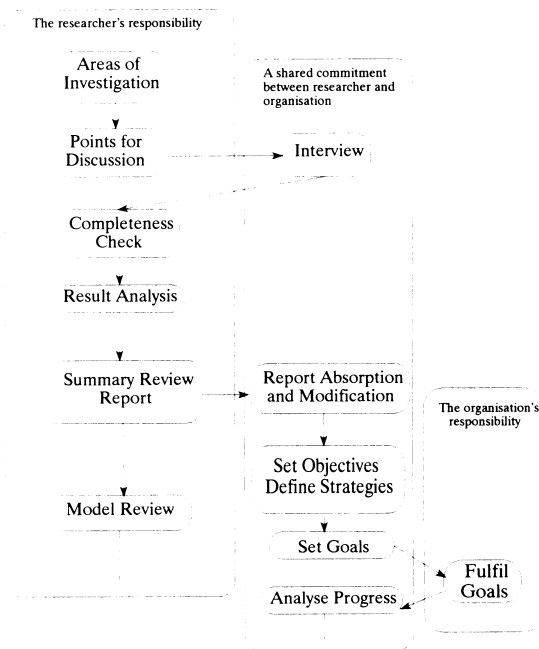 The researcher's responsibility
Areas of
Investigation
Points for
Discussion
Completeness
Check
Result Analysis
Summary Review
Report
Model Review
A shared commitment
between researcher and
organisation
Interview
Report Absorption
and Modification
Set Objectives
Define Strategies
Set Goals
Analyse Progress
The organisation's
responsibility
Fulfil
Goals